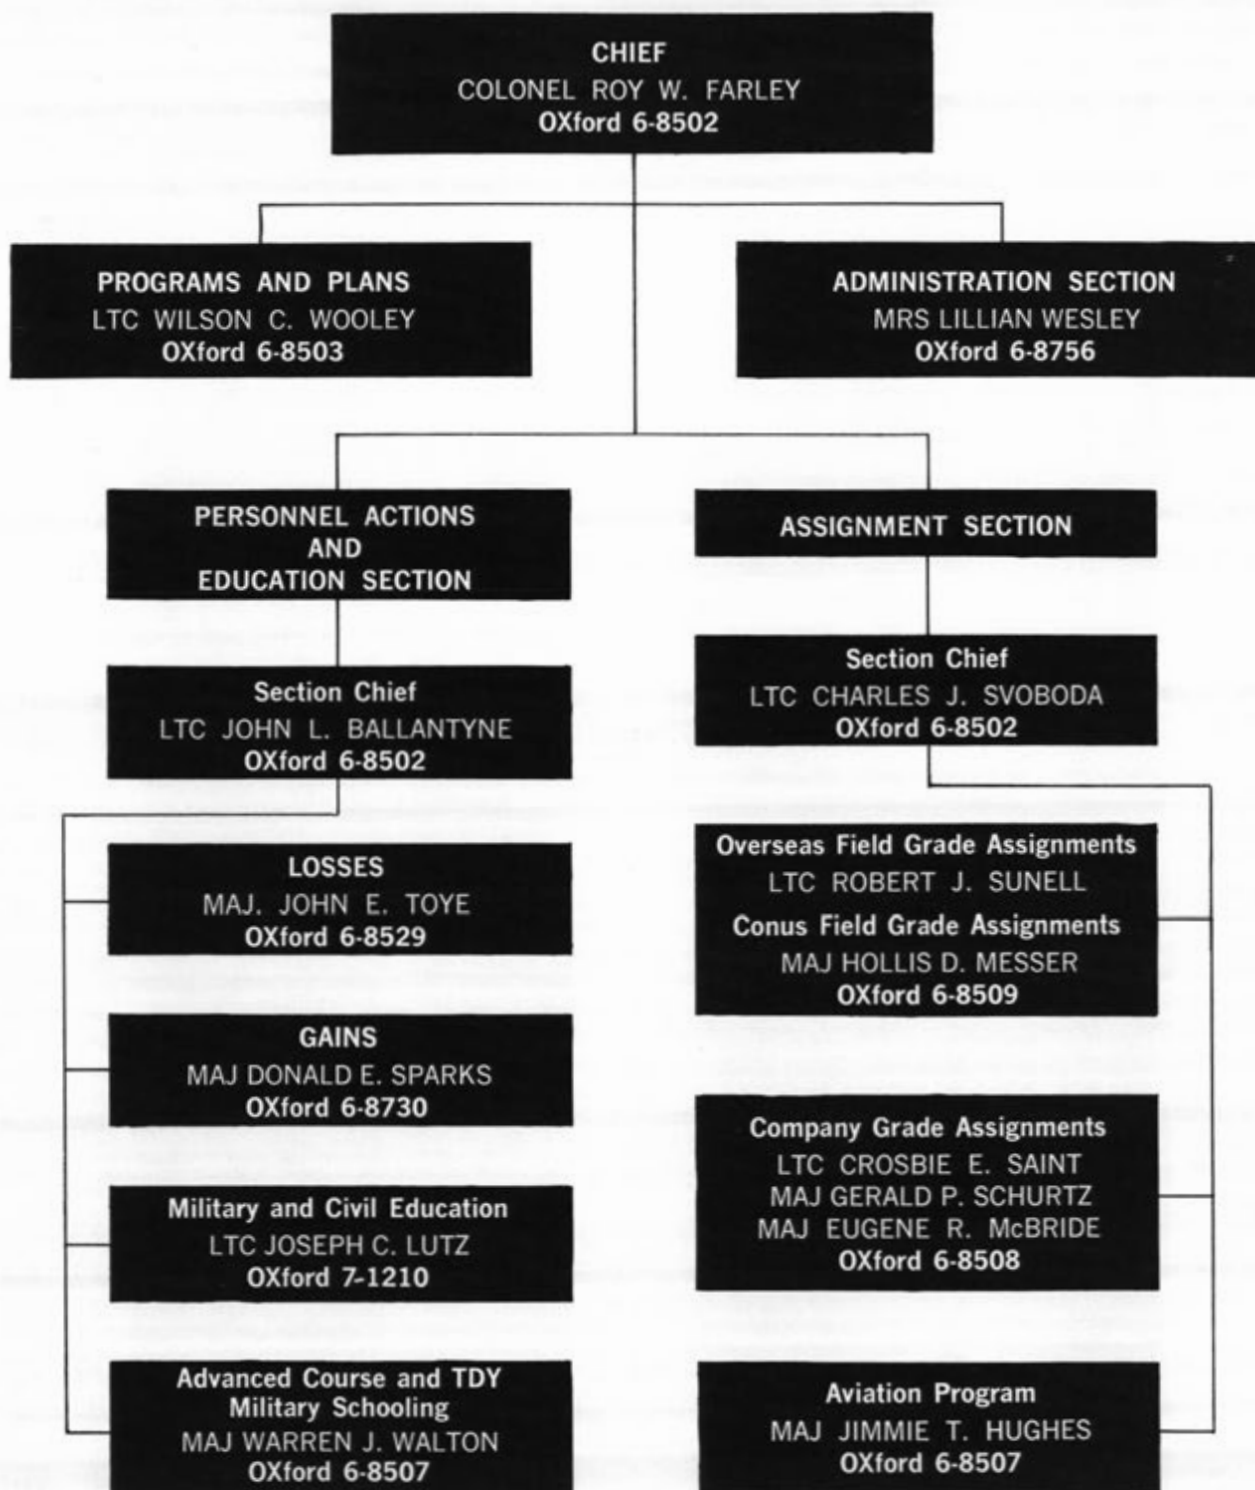 CHIEF
COLONEL ROY W. FARLEY
OXford 6-8502
PROGRAMS AND PLANS
LTC WILSON C. WOOLEY
OXford 6-8503
ADMINISTRATION SECTION
MRS LILLIAN WESLEY
OXford 6-8756
PERSONNEL ACTIONS
AND
EDUCATION SECTION
Section Chief
LTC JOHN L. BALLANTYNE
OXford 6-8502
LOSSES
MAJ. JOHN E. TOYE
OXford 6-8529
GAINS
MAJ DONALD E. SPARKS
OXford 6-8730
Military and Civil Education
LTC JOSEPH C. LUTZ
OXford 7-1210
Advanced Course and TDY
Military Schooling
MAJ WARREN J. WALTON
OXford 6-8507
ASSIGNMENT SECTION
Section Chief
LTC CHARLES J. SVOBODA
OXford 6-8502
Overseas Field Grade Assignments
LTC ROBERT J. SUNELL
Conus Field Grade Assignments
MAJ HOLLIS D. MESSER
OXford 6-8509
Company Grade Assignments
LTC CROSBIE E. SAINT
MAJ GERALD P. SCHURTZ
MAJ EUGENE R. McBRIDE
OXford 6-8508
Aviation Program
MAJ JIMMIE T. HUGHES
OXford 6-8507